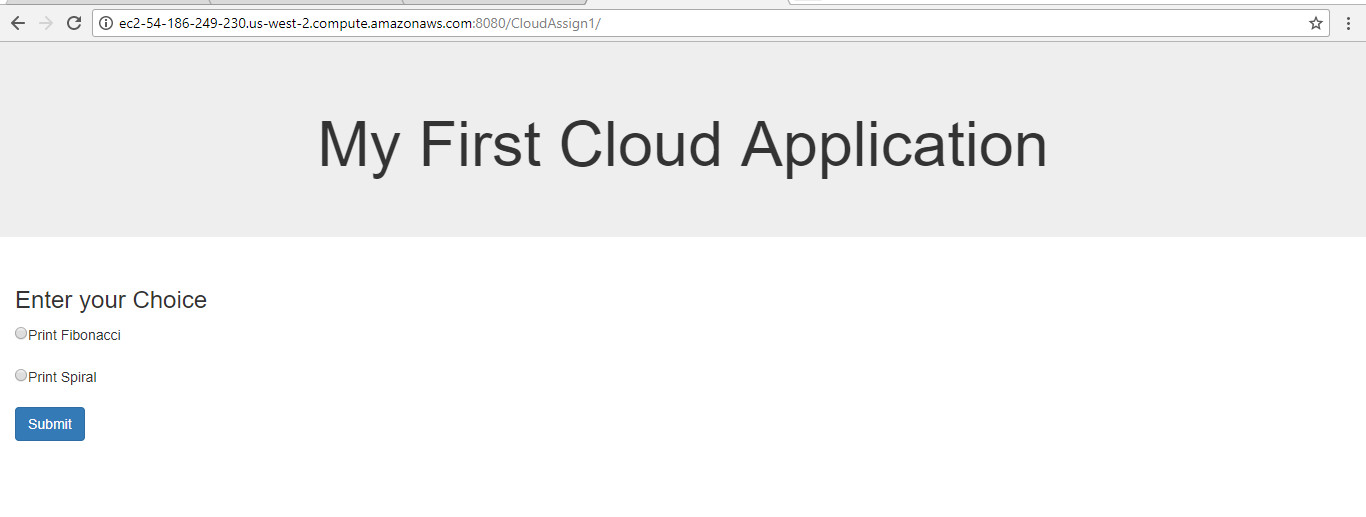 ec2-54-186-249-230.us-west-2.compute.amazonaws.com:8080/CloudAssign1/
My First Cloud Application
Enter your Choice
Print Fibonacci
Print Spiral
Submit